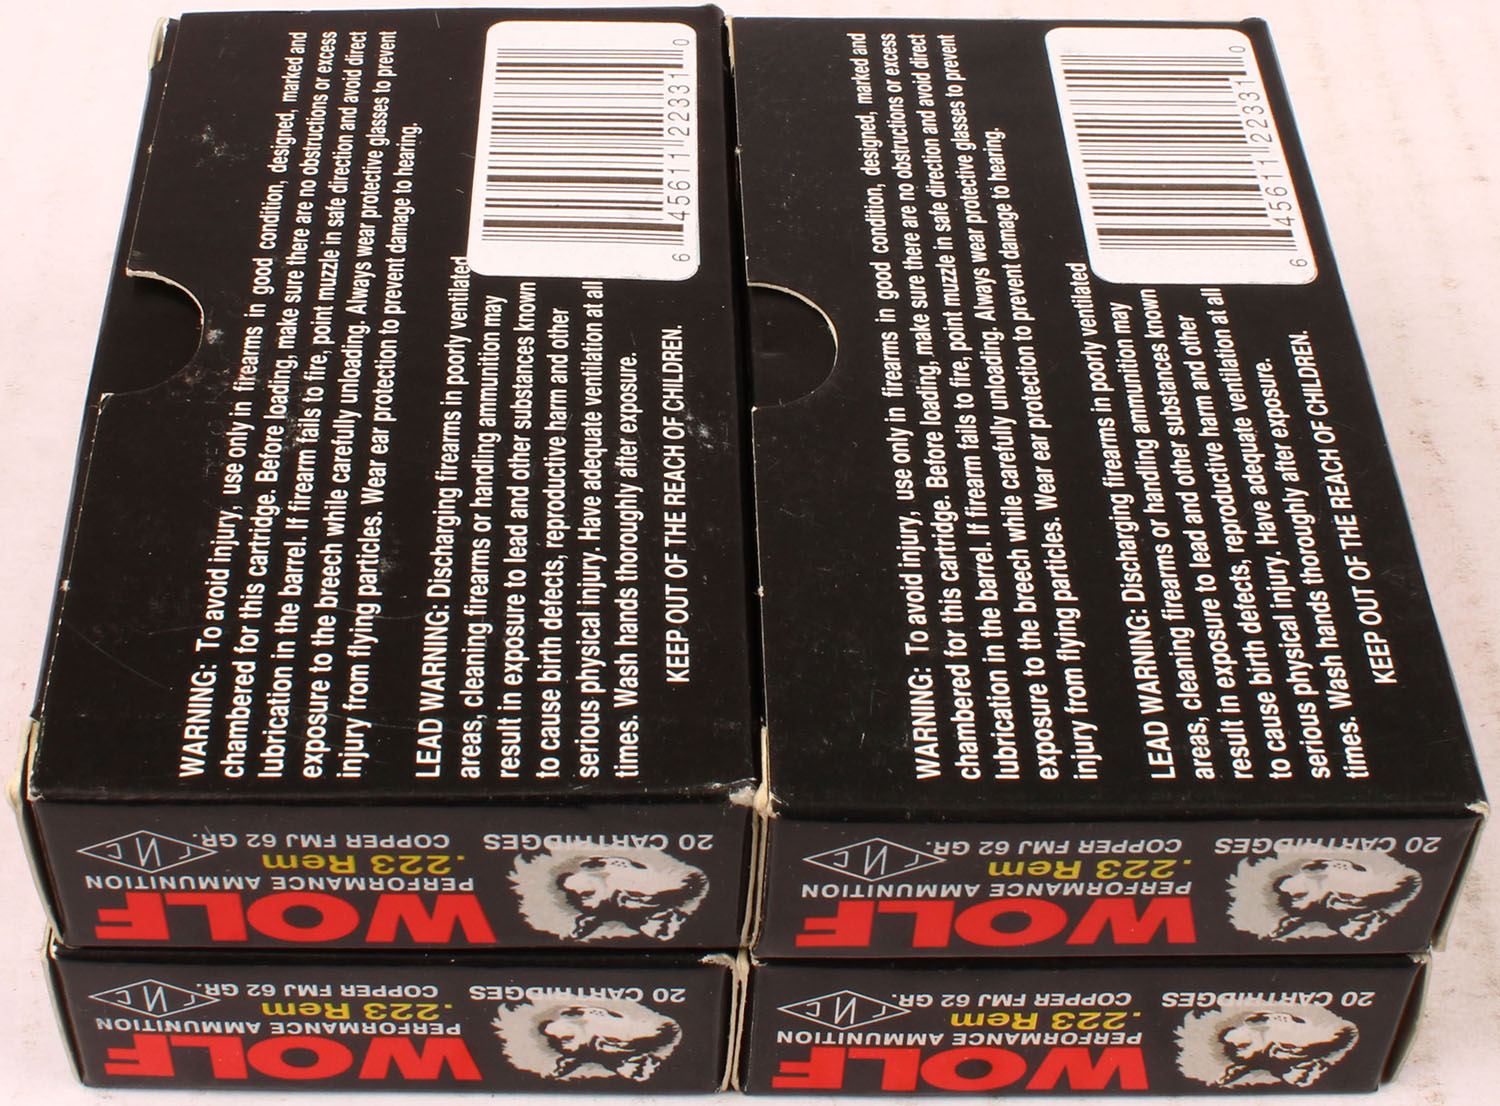 WARNING: To avoid injury, use only in firearms in good condition, designed, marked and
chambered for this cartridge. Before loading, make sure there are no obstructions or excess
lubrication in the barrel. If firearm fails to fire, point muzzle in safe direction and avoid direct
exposure to the breech while carefully unloading. Always wear protective glasses to prevent
injury from flying particles. Wear ear protection to prevent damage to hearing.
LEAD WARNING: Discharging firearms in poorly ventilated
areas, cleaning firearms or handling ammunition may
result in exposure to lead and other substances known
to cause birth defects, reproductive harm and other
serious physical injury. Have adequate ventilation at all
times. Wash hands thoroughly after exposure.
KEEP OUT OF THE REACH OF CHILDREN.
6 45611 22331 0
WARNING: To avoid injury, use only in firearms in good condition, designed, marked and
chambered for this cartridge. Before loading, make sure there are no obstructions or excess
lubrication in the barrel. If firearm fails to fire, point muzzle in safe direction and avoid direct
exposure to the breech while carefully unloading. Always wear protective glasses to prevent
injury from flying particles. Wear ear protection to prevent damage to hearing.
LEAD WARNING: Discharging firearms in poorly ventilated
areas, cleaning firearms or handling ammunition may
result in exposure to lead and other substances known
to cause birth defects, reproductive harm and other
serious physical injury. Have adequate ventilation at all
times. Wash hands thoroughly after exposure.
KEEP OUT OF THE REACH OF CHILDREN.
6 45611 22331 0
WOLF
PERFORMANCE AMMUNITION
.223 Rem
COPPER FMJ 62 GR.
20 CARTRIDGES
WOLF
PERFORMANCE AMMUNITION
.223 Rem
COPPER FMJ 62 GR.
20 CARTRIDGES
WOLF
PERFORMANCE AMMUNITION
.223 Rem
COPPER FMJ 62 GR.
20 CARTRIDGES
WOLF
PERFORMANCE AMMUNITION
.223 Rem
COPPER FMJ 62 GR.
20 CARTRIDGES